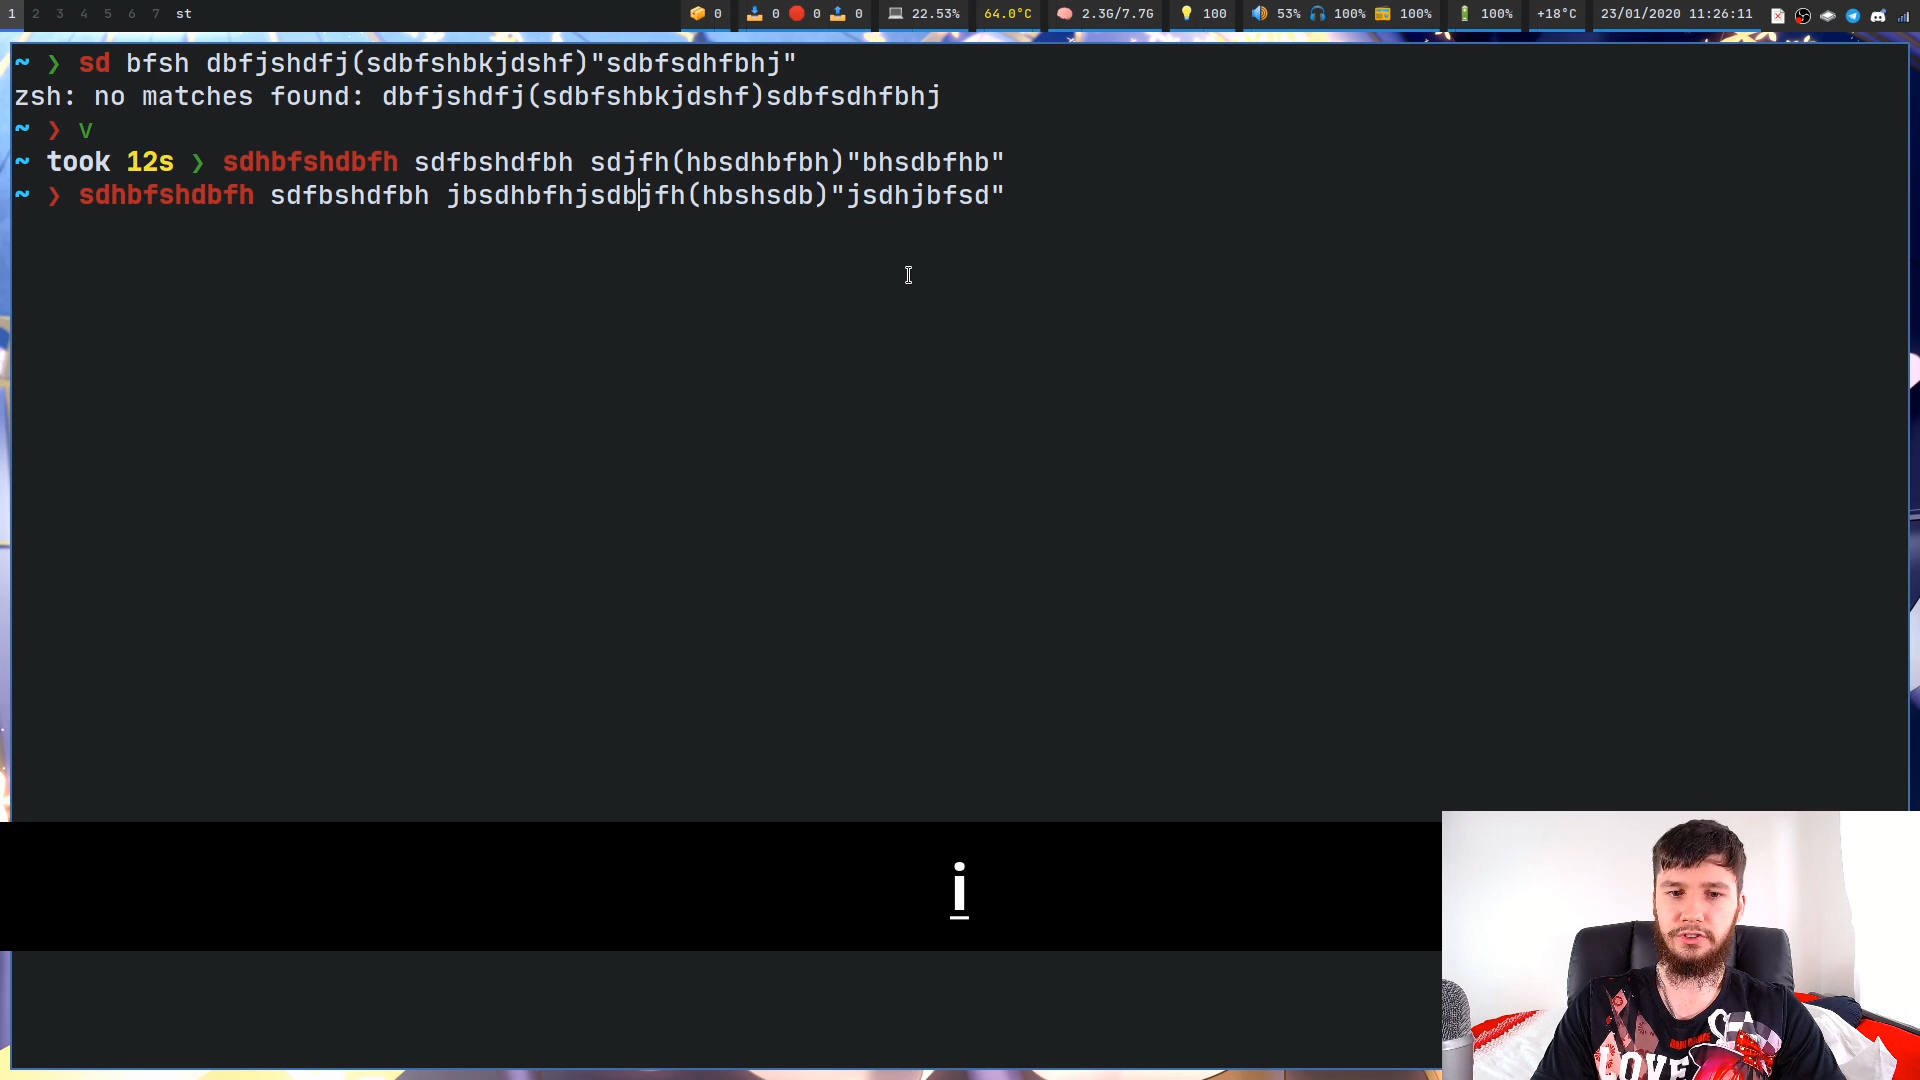 1 2 3 4 5 6 7 st 0 0 0 0 22.53% 64.0°C 2.3G/7.7G 100 53% 100% 100% 100% +18°C 23/01/2020 11:26:11
~ ❯ sd bfsh dbfjshdfj(sdbfshbkjdshf)"sdbfsdhfbhj"
zsh: no matches found: dbfjshdfj(sdbfshbkjdshf)sdbfsdhfbhj
~ ❯ v
~ took 12s ❯ sdhbfshdbfh sdfbshdfbh sdjfh(hbsdhbfbh)"bhsdbfhb"
~ ❯ sdhbfshdbfh sdfbshdfbh jbsdhbfhjsdbjfh(hbshsdb)"jsdhjbfsd"
i
LOVE